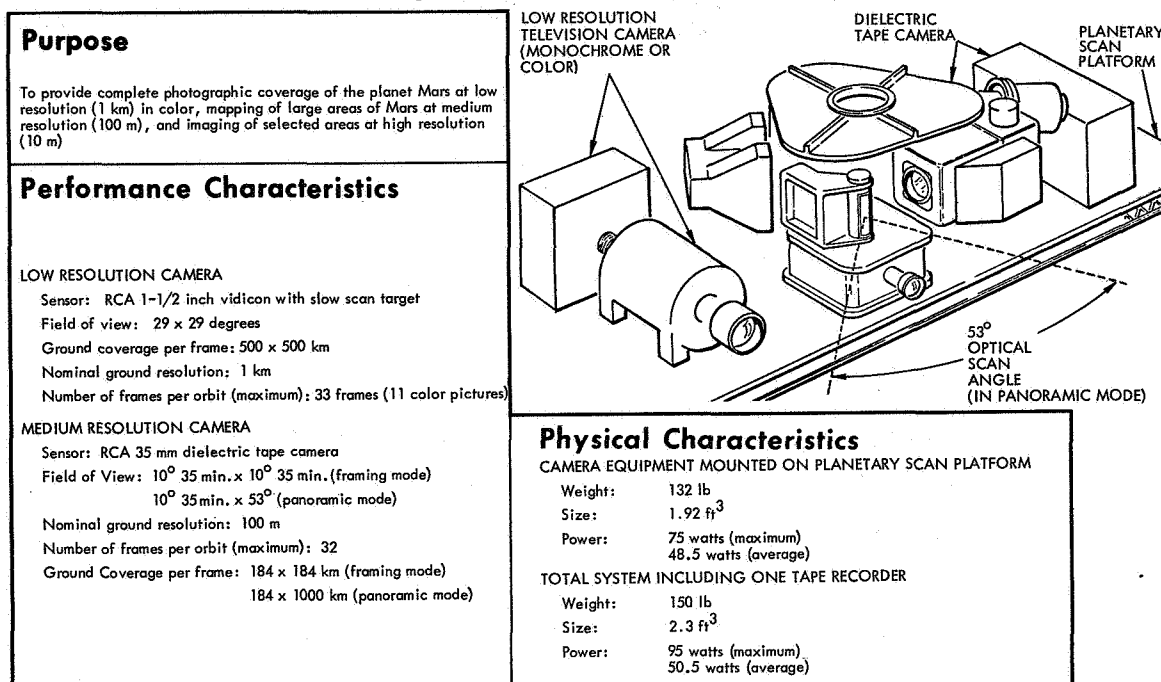 Purpose
To provide complete photographic coverage of the planet Mars at low
resolution (1 km) in color, mapping of large areas of Mars at medium
resolution (100 m), and imaging of selected areas at high resolution
(10 m)
Performance Characteristics
LOW RESOLUTION CAMERA
Sensor: RCA 1-1/2 inch vidicon with slow scan target
Field of view: 29 x 29 degrees
Ground coverage per frame: 500 x 500 km
Nominal ground resolution: 1 km
Number of frames per orbit (maximum): 33 frames (11 color pictures)
MEDIUM RESOLUTION CAMERA
Sensor: RCA 35 mm dielectric tape camera
Field of View: 10° 35 min. x 10° 35 min. (framing mode)
10° 35 min. x 53° (panoramic mode)
Nominal ground resolution: 100 m
Number of frames per orbit (maximum): 32
Ground Coverage per frame: 184 x 184 km (framing mode)
184 x 1000 km (panoramic mode)
LOW RESOLUTION
TELEVISION CAMERA
(MONOCHROME OR
COLOR)
DIELECTRIC
TAPE CAMERA
PLANETARY
SCAN
PLATFORM
53°
OPTICAL
SCAN
ANGLE
(IN PANORAMIC MODE)
Physical Characteristics
CAMERA EQUIPMENT MOUNTED ON PLANETARY SCAN PLATFORM
Weight: 132 lb
Size: 1.92 ft³
Power: 75 watts (maximum)
48.5 watts (average)
TOTAL SYSTEM INCLUDING ONE TAPE RECORDER
Weight: 150 lb
Size: 2.3 ft³
Power: 95 watts (maximum)
50.5 watts (average)